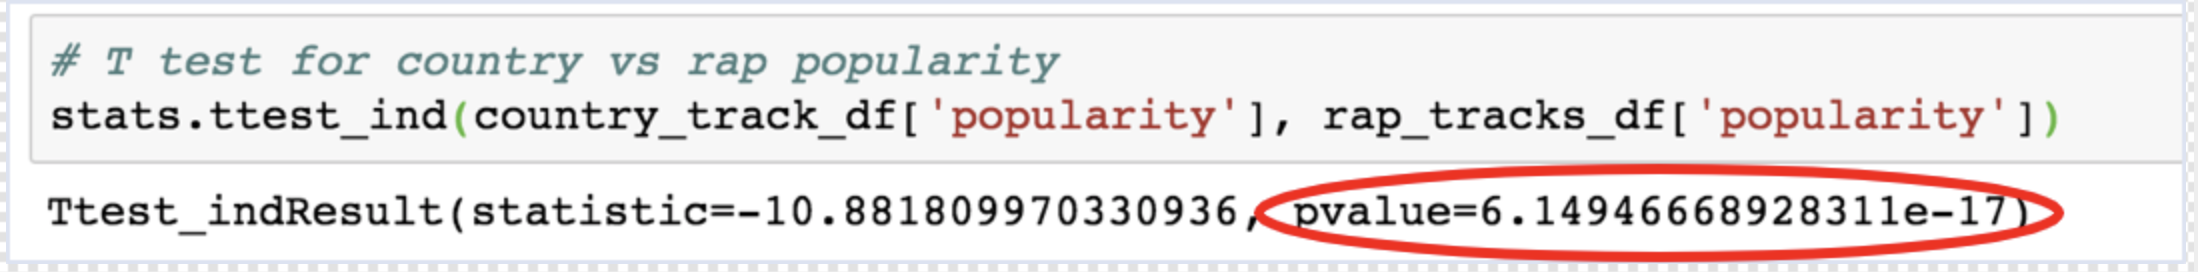 # T test for country vs rap popularity
stats.ttest_ind(country_track_df['popularity'], rap_tracks_df['popularity'])
Ttest_indResult(statistic=-10.881809970330936, pvalue=6.14946668928311e-17)